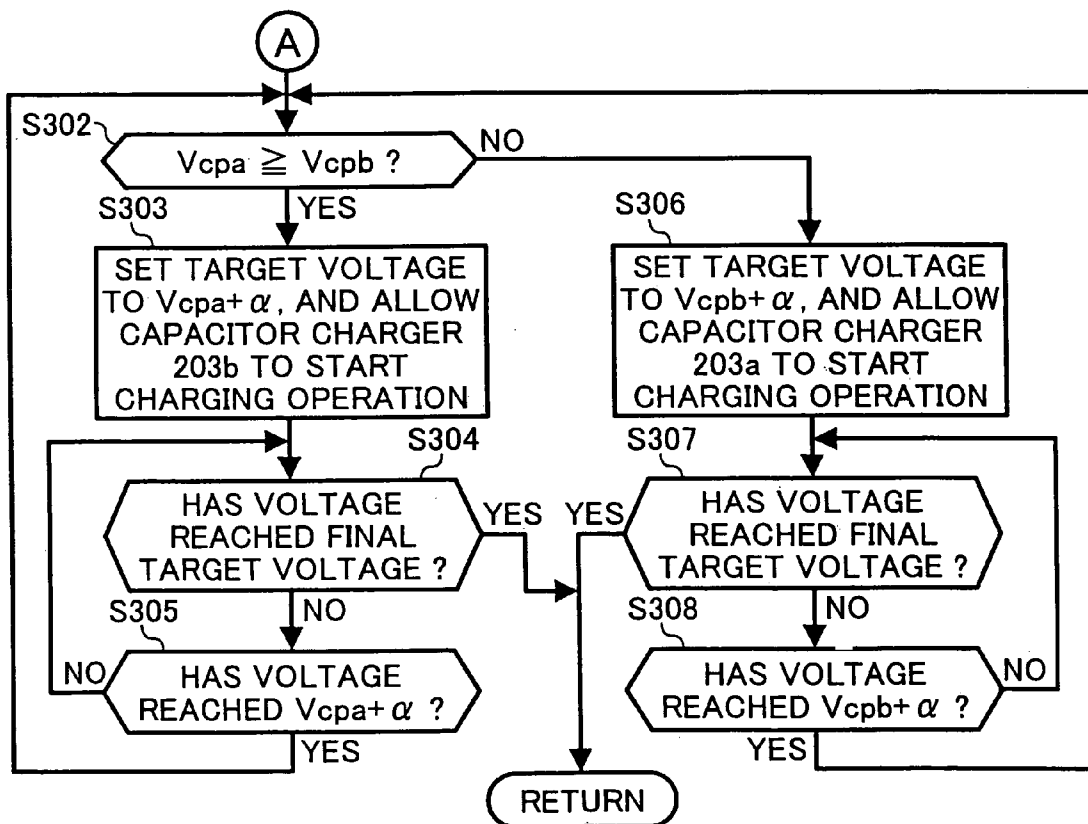 A
S302
Vcpa ≧ Vcpb ?
NO
YES
S303
SET TARGET VOLTAGE
TO Vcpa+α, AND ALLOW
CAPACITOR CHARGER
203b TO START
CHARGING OPERATION
S306
SET TARGET VOLTAGE
TO Vcpb+α, AND ALLOW
CAPACITOR CHARGER
203a TO START
CHARGING OPERATION
S304
HAS VOLTAGE
REACHED FINAL
TARGET VOLTAGE ?
YES
NO
S307
YES
HAS VOLTAGE
REACHED FINAL
TARGET VOLTAGE ?
NO
S305
NO
HAS VOLTAGE
REACHED Vcpa+α ?
YES
S308
HAS VOLTAGE
REACHED Vcpb+α ?
NO
YES
RETURN